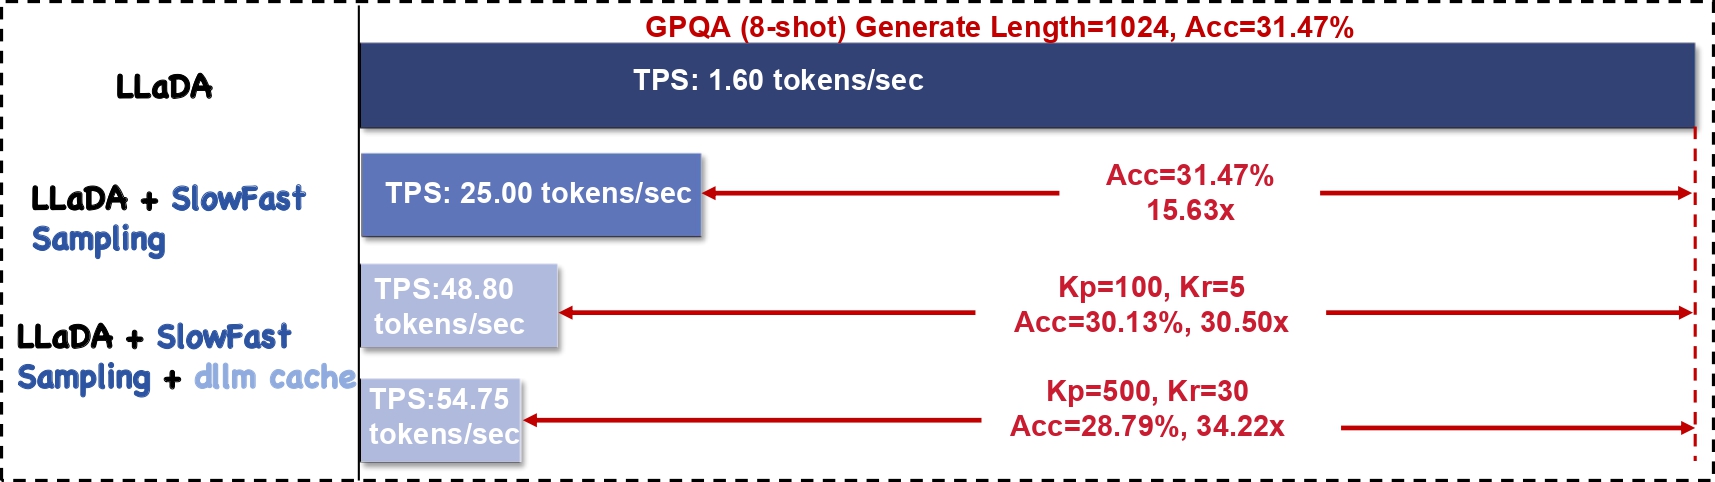 GPQA (8-shot) Generate Length=1024, Acc=31.47%
LLaDA
TPS: 1.60 tokens/sec
LLaDA + SlowFast
Sampling
TPS: 25.00 tokens/sec
Acc=31.47%
15.63x
LLaDA + SlowFast
Sampling + dllm cache
TPS:48.80
tokens/sec
Kp=100, Kr=5
Acc=30.13%, 30.50x
TPS:54.75
tokens/sec
Kp=500, Kr=30
Acc=28.79%, 34.22x